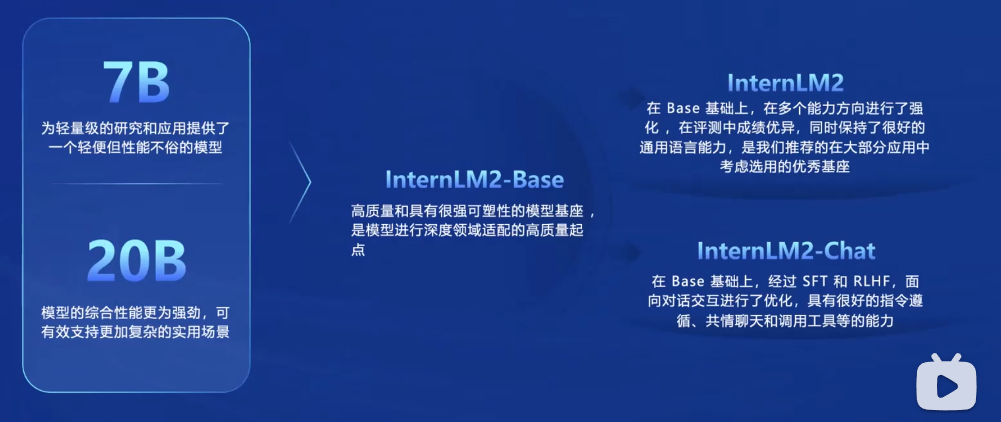 7B
为轻量级的研究和应用提供了
一个轻便但性能不俗的模型
20B
模型的综合性能更为强劲，可
有效支持更加复杂的实用场景
InternLM2-Base
高质量和具有很强可塑性的模型基座，
是模型进行深度领域适配的高质量起
点
InternLM2
在 Base 基础上，在多个能力方向进行了强
化，在评测中成绩优异，同时保持了很好的
通用语言能力，是我们推荐的在大部分应用中
考虑选用的优秀基座
InternLM2-Chat
在 Base 基础上，经过 SFT 和 RLHF，面
向对话交互进行了优化，具有很好的指令遵
循、共情聊天和调用工具等的能力